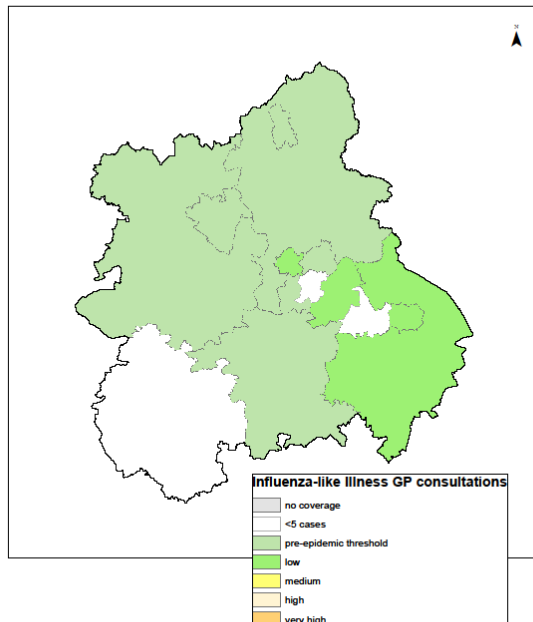 N
Influenza-like Illness GP consultations
no coverage
<5 cases
pre-epidemic threshold
low
medium
high
very high